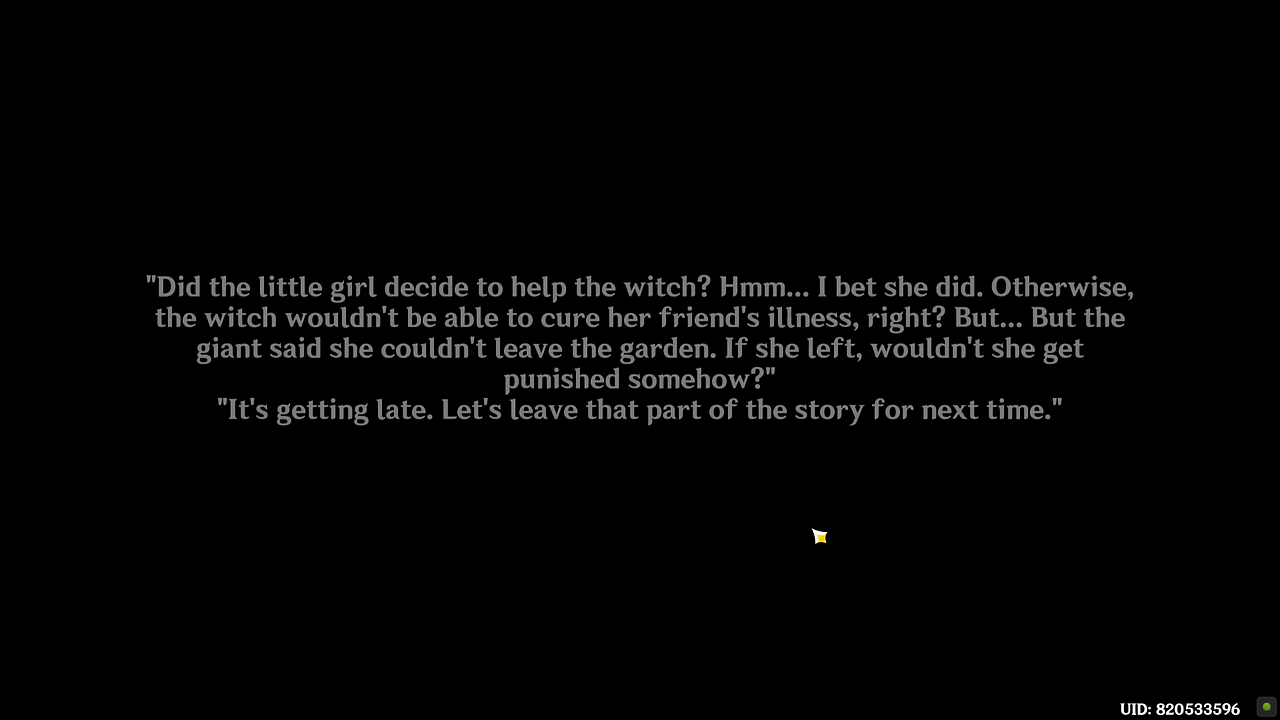 "Did the little girl decide to help the witch? Hmm... I bet she did. Otherwise,
the witch wouldn't be able to cure her friend's illness, right? But... But the
giant said she couldn't leave the garden. If she left, wouldn't she get
punished somehow?"
"It's getting late. Let's leave that part of the story for next time."
UID: 820533596